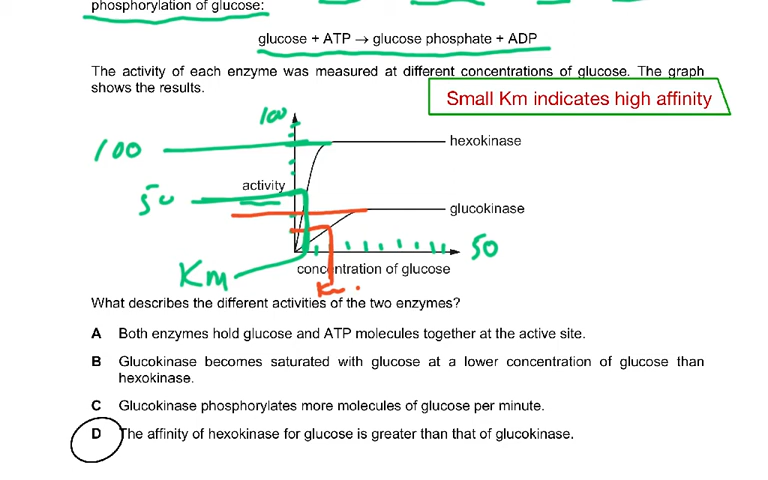 phosphorylation of glucose:
glucose + ATP → glucose phosphate + ADP
The activity of each enzyme was measured at different concentrations of glucose. The graph
shows the results.
Small Km indicates high affinity
100
100
hexokinase
50
activity
glucokinase
50
Km
concentration of glucose
What describes the different activities of the two enzymes?
A Both enzymes hold glucose and ATP molecules together at the active site.
B Glucokinase becomes saturated with glucose at a lower concentration of glucose than
hexokinase.
C Glucokinase phosphorylates more molecules of glucose per minute.
D The affinity of hexokinase for glucose is greater than that of glucokinase.